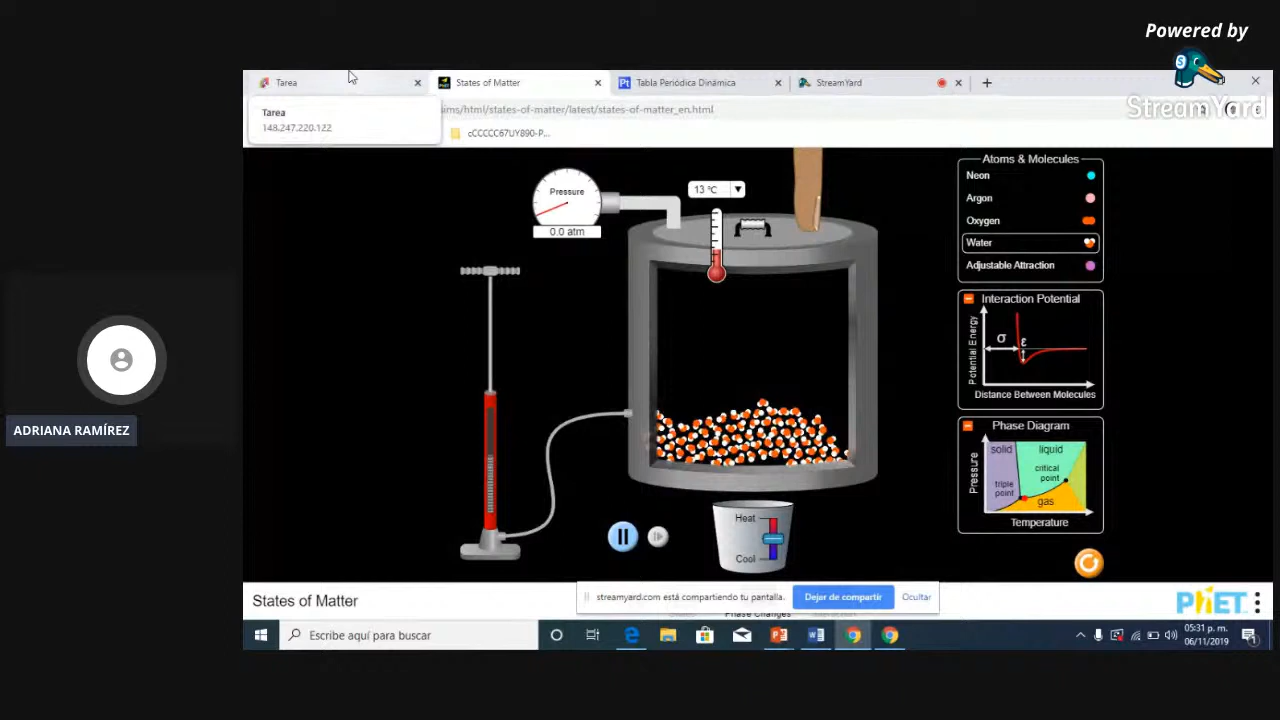 Powered by
StreamYard
Tarea
States of Matter
Tabla Periódica Dinámica
StreamYard
Tarea
148.247.220.122
sims/html/states-of-matter/latest/states-of-matter_en.html
cCCCCC67UY890-P...
Pressure
0.0 atm
13 °C
Atoms & Molecules
Neon
Argon
Oxygen
Water
Adjustable Attraction
Interaction Potential
Potential Energy
σ
ε
Distance Between Molecules
Phase Diagram
Pressure
solid
liquid
critical
point
triple
point
gas
Temperature
Heat
Cool
ADRIANA RAMÍREZ
States of Matter
streamyard.com está compartiendo tu pantalla.
Dejar de compartir
Ocultar
Phase Changes
PhET
Escribe aquí para buscar
05:31 p. m.
06/11/2019